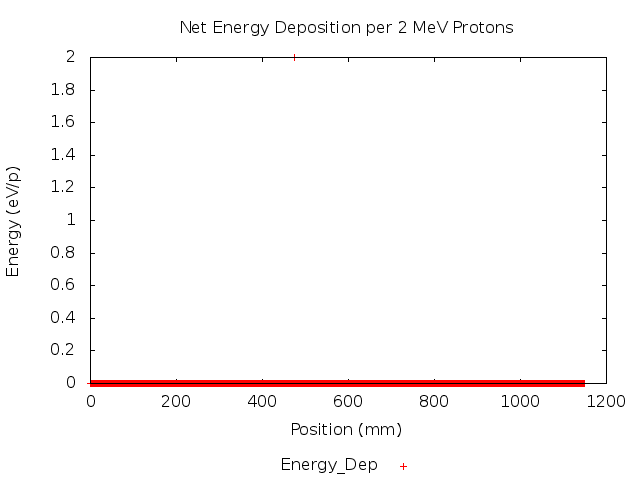 Net Energy Deposition per 2 MeV Protons
2
1.8
1.6
1.4
1.2
1
0.8
0.6
0.4
0.2
0
Energy (eV/p)
0 200 400 600 800 1000 1200
Position (mm)
Energy_Dep